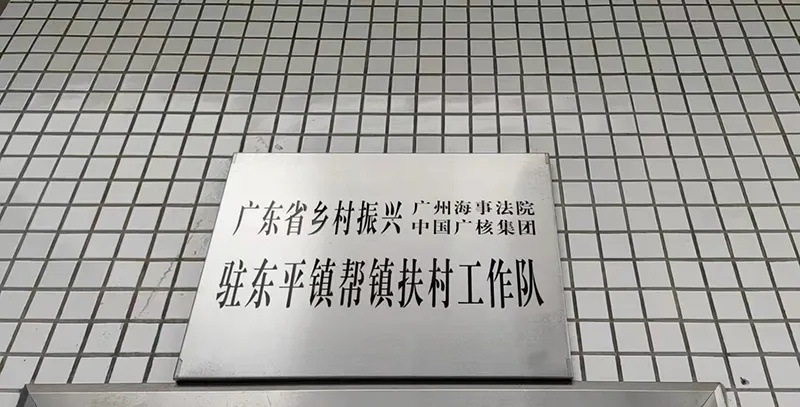 广东省乡村振兴 广州海事法院
中国广核集团
驻东平镇帮镇扶村工作队